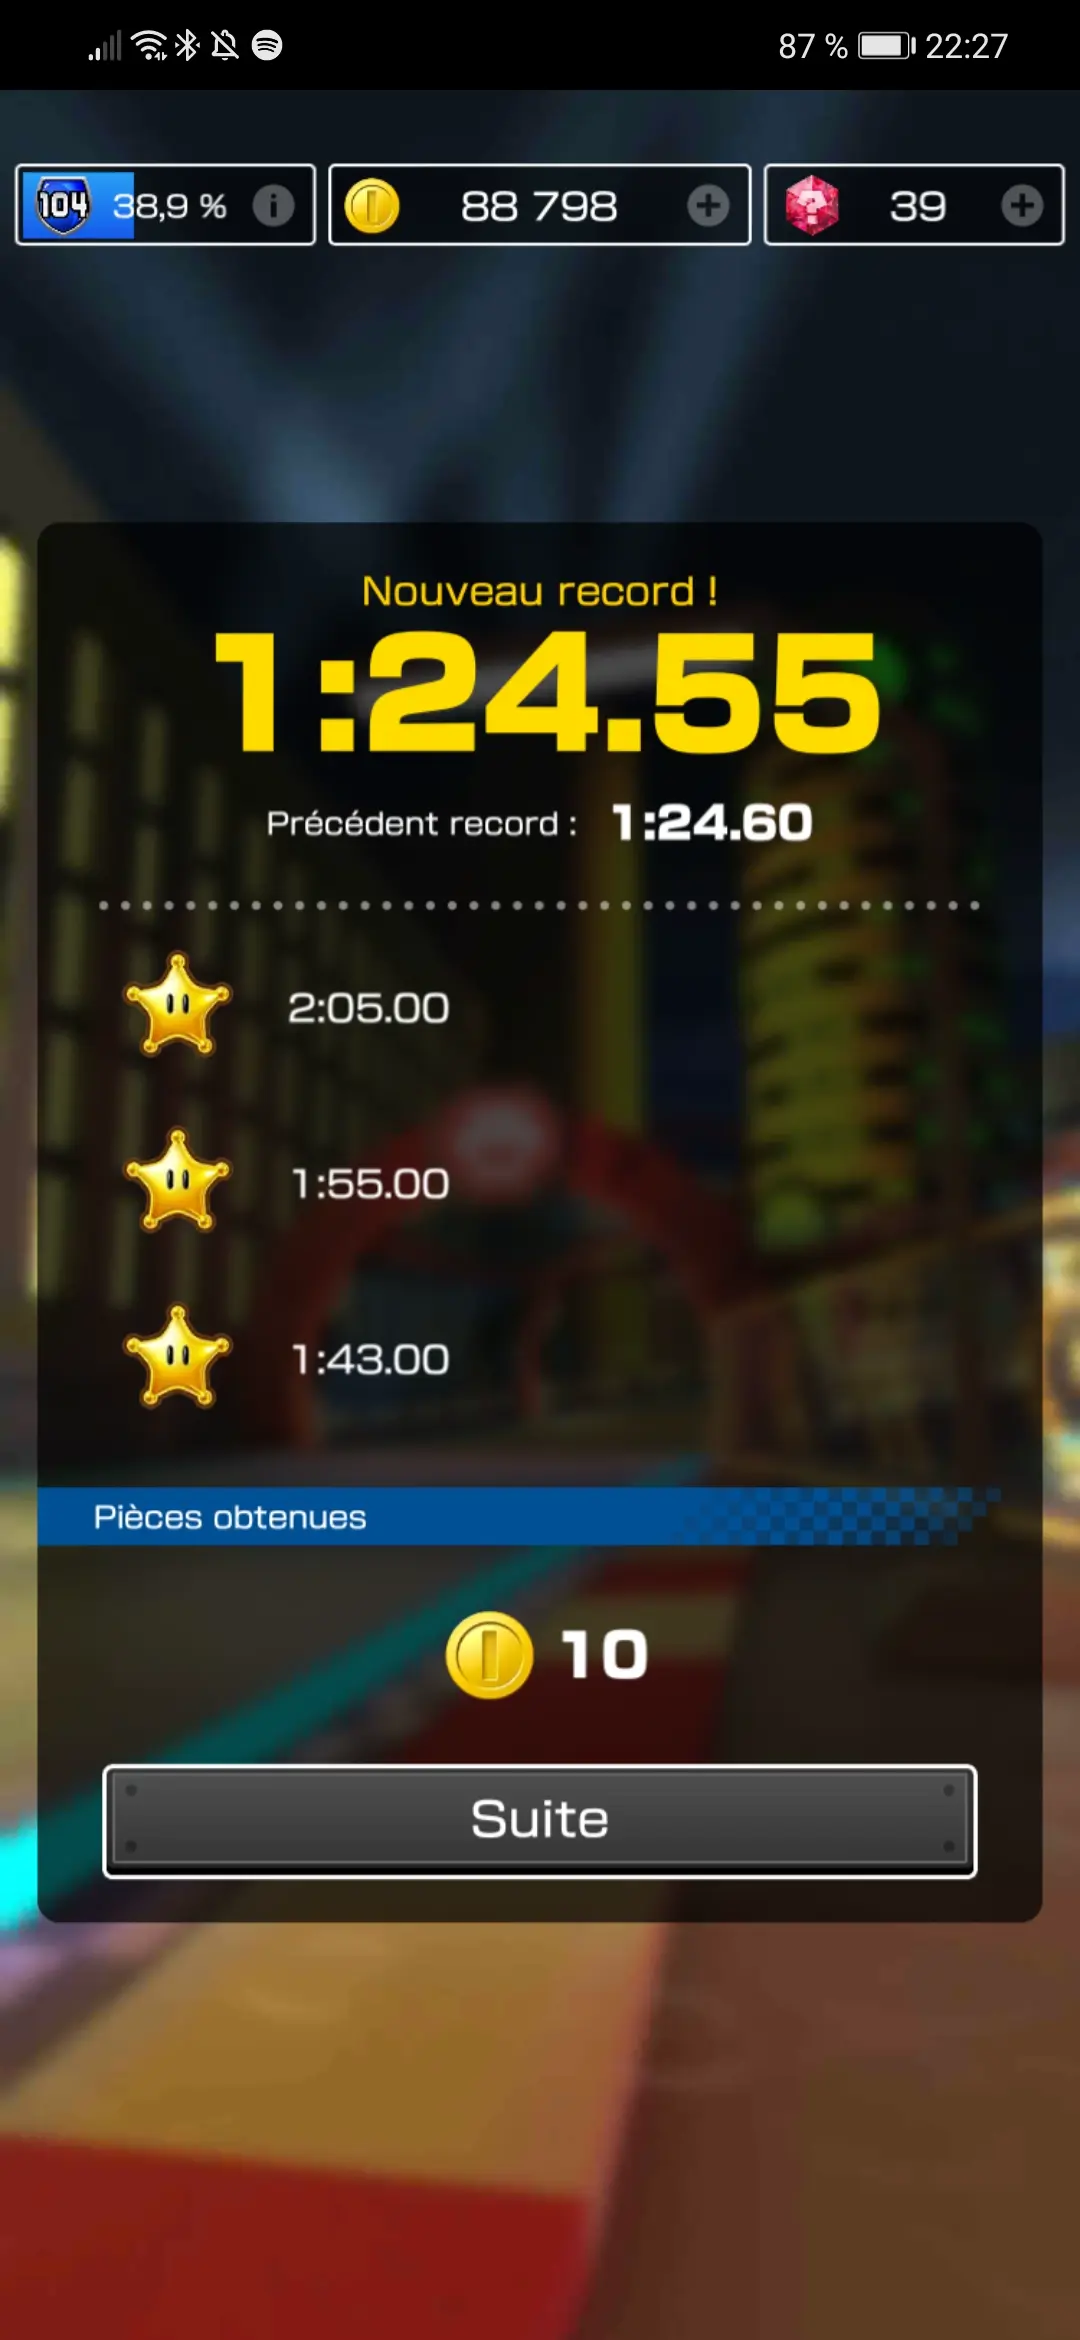 87 % 22:27
104 38,9 % 88 798 39
Nouveau record !
1:24.55
Précédent record : 1:24.60
2:05.00
1:55.00
1:43.00
Pièces obtenues
10
Suite